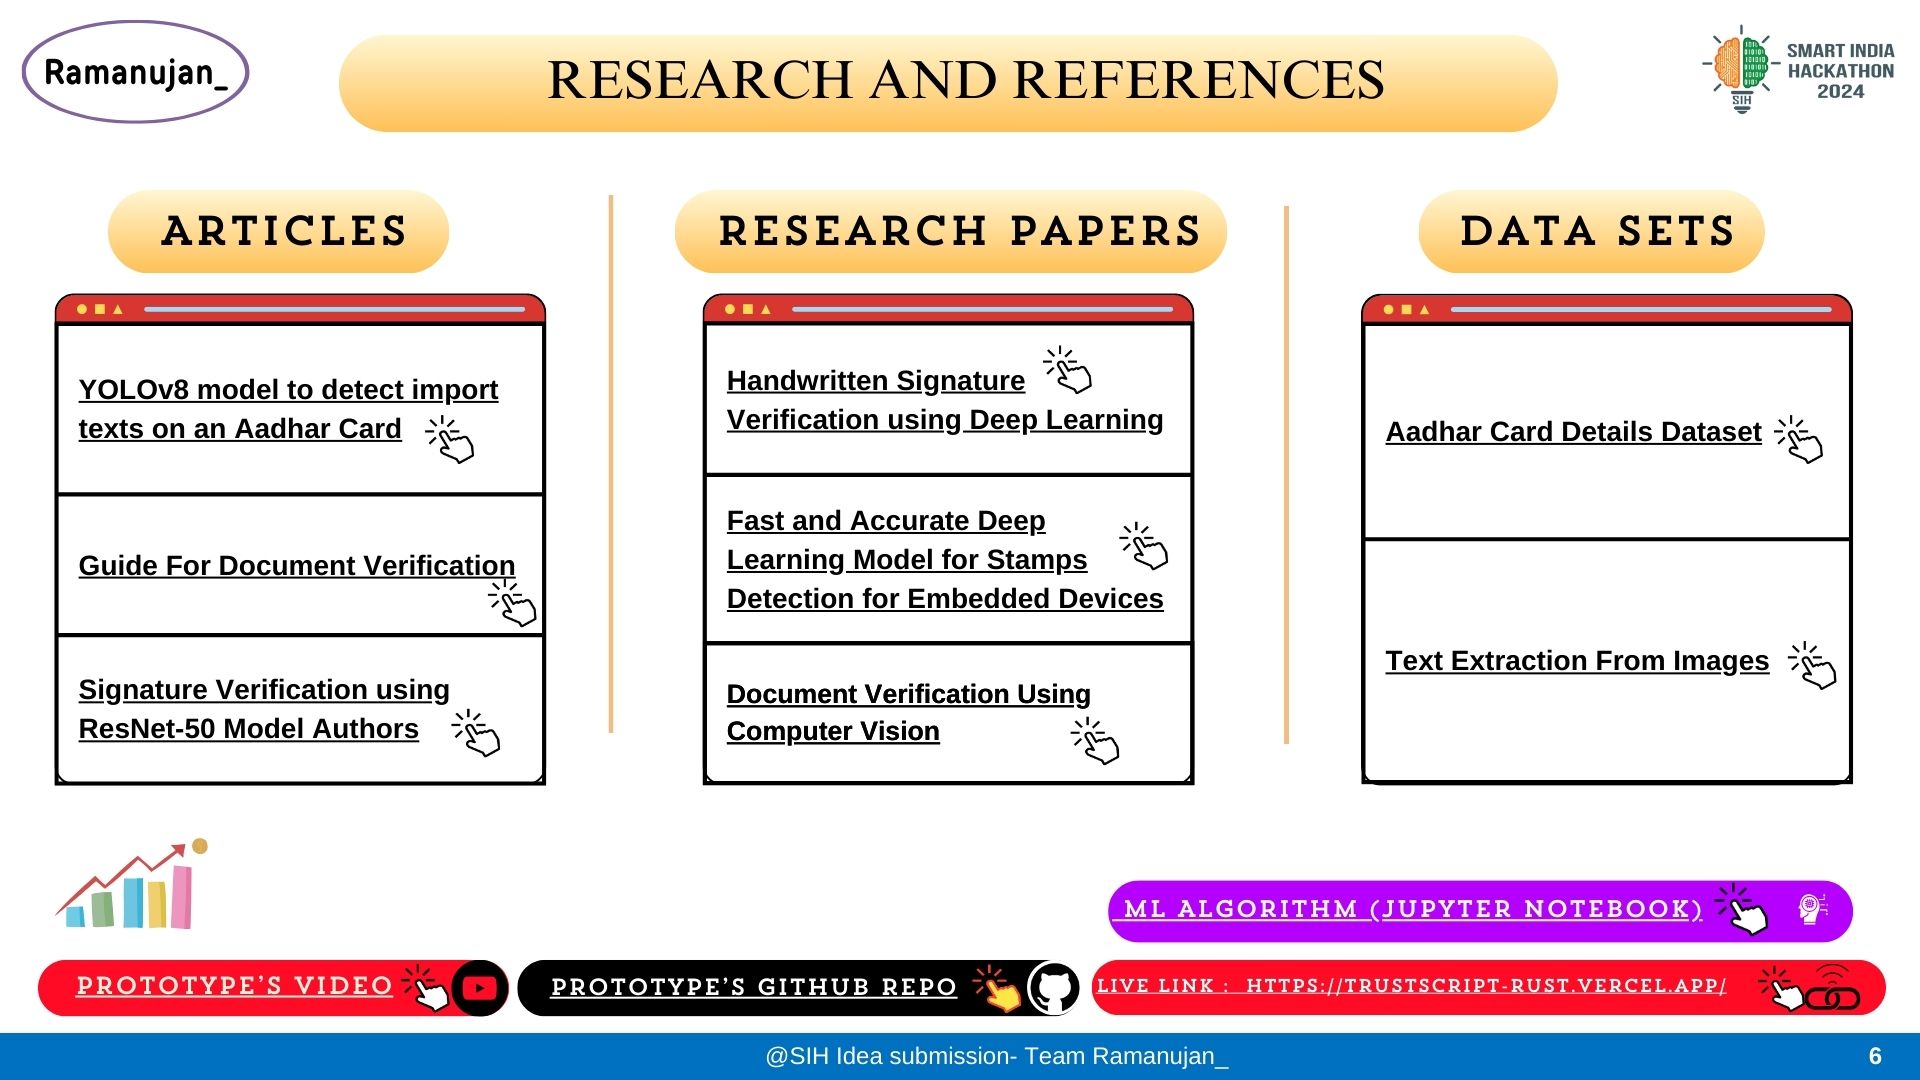 Ramanujan_
RESEARCH AND REFERENCES
SMART INDIA
HACKATHON
2024
SIH
ARTICLES
YOLOv8 model to detect import
texts on an Aadhar Card
Guide For Document Verification
Signature Verification using
ResNet-50 Model Authors
RESEARCH PAPERS
Handwritten Signature
Verification using Deep Learning
Fast and Accurate Deep
Learning Model for Stamps
Detection for Embedded Devices
Document Verification Using
Computer Vision
DATA SETS
Aadhar Card Details Dataset
Text Extraction From Images
ML ALGORITHM (JUPYTER NOTEBOOK)
PROTOTYPE'S VIDEO
PROTOTYPE'S GITHUB REPO
LIVE LINK : HTTPS://TRUSTSCRIPT-RUST.VERCEL.APP/
@SIH Idea submission- Team Ramanujan_
6